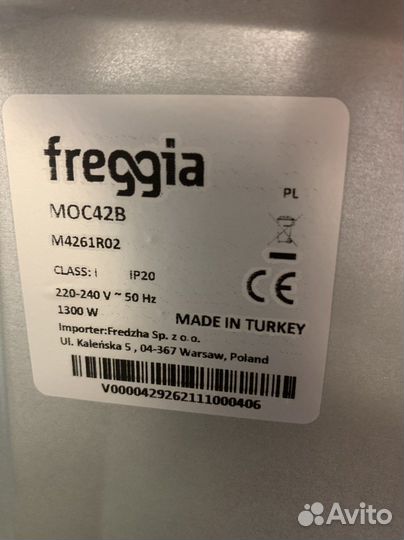 freggia
PL
MOC42B
M4261R02
CLASS: I IP20
220-240 V ~ 50 Hz
1300 W
CE
MADE IN TURKEY
Importer:Fredzha Sp. z o.o.
Ul. Kaleńska 5 , 04-367 Warsaw, Poland
V0000429262111000406
Avito